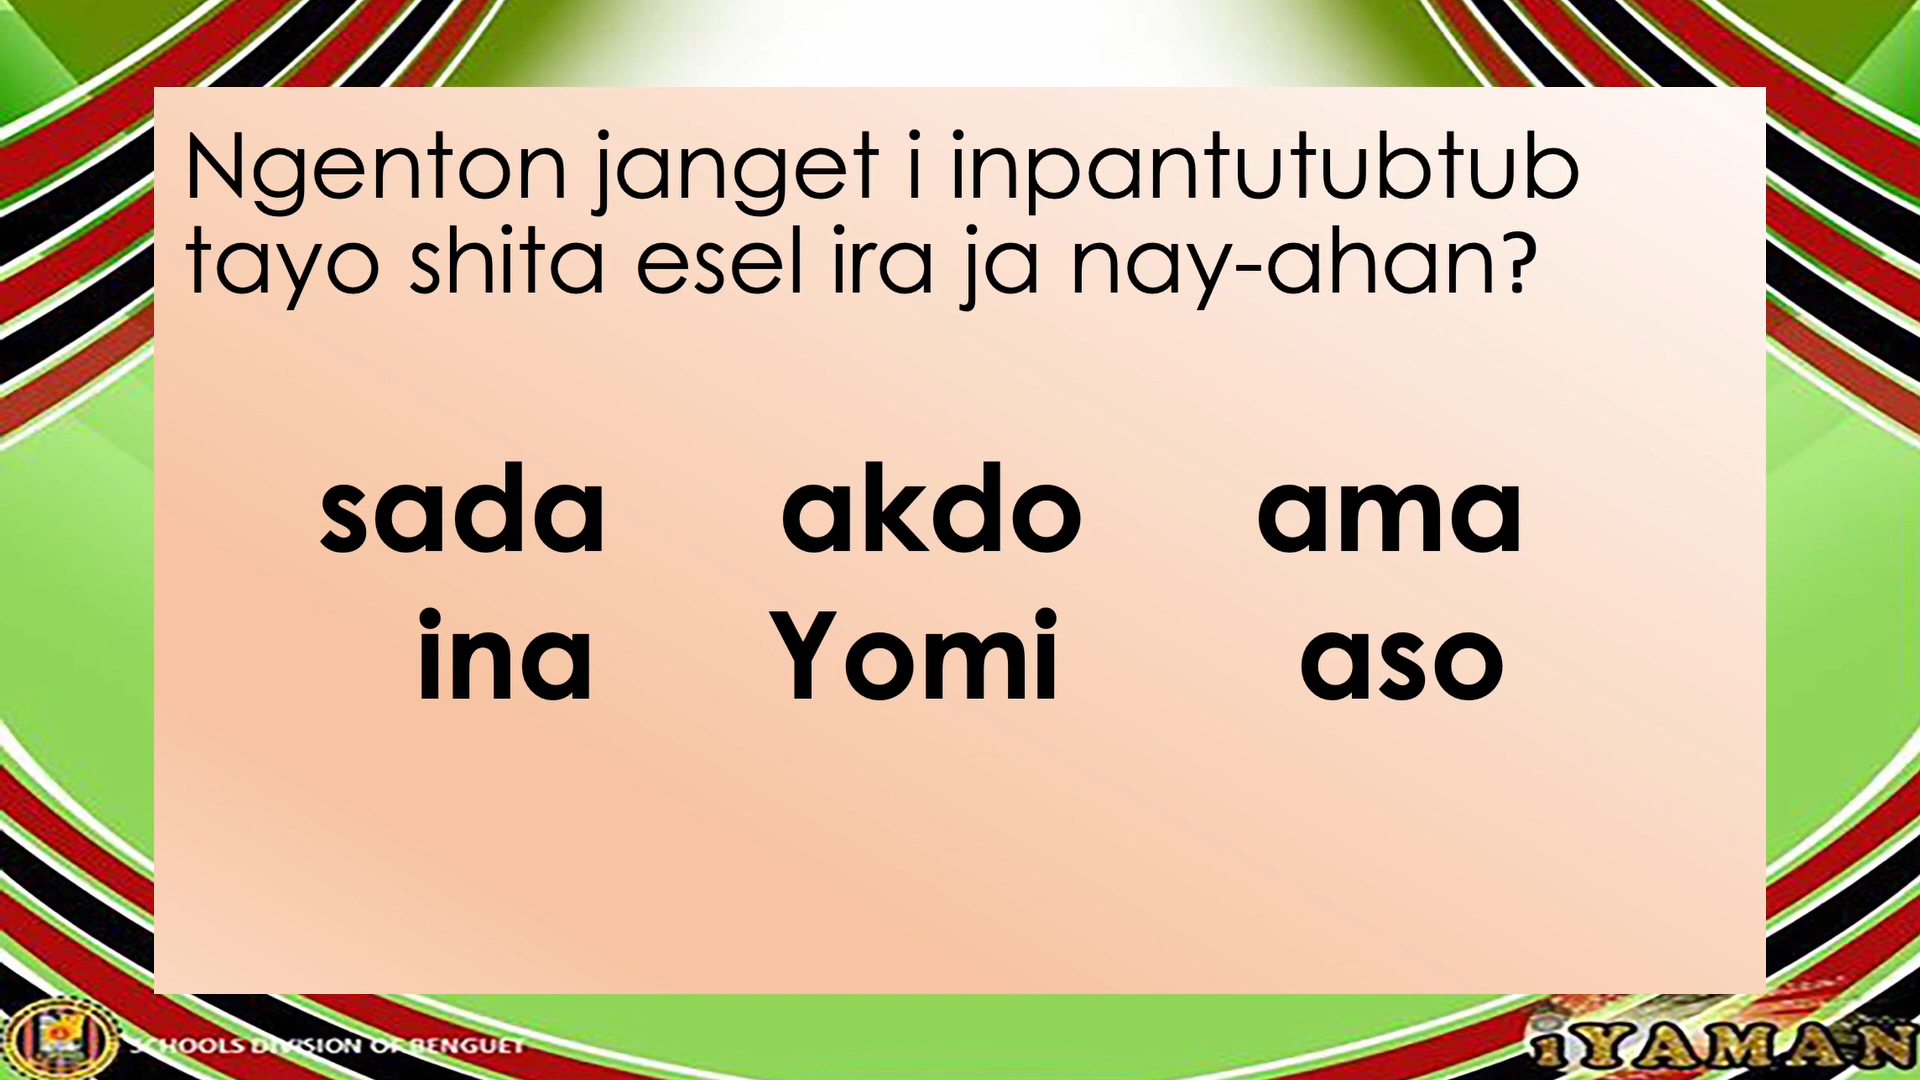 Ngenton janget i inpantutubtub
tayo shita esel ira ja nay-ahan?
sada akdo ama
ina Yomi aso
SCHOOLS DIVISION OF BENGUET
iYAMAN